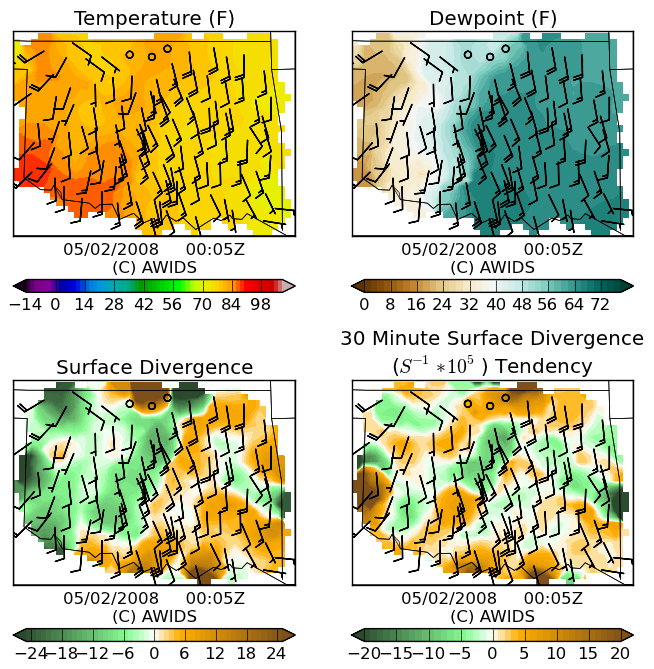 Temperature (F)
Dewpoint (F)
05/02/2008 00:05Z
(C) AWIDS
05/02/2008 00:05Z
(C) AWIDS
−14 0 14 28 42 56 70 84 98
0 8 16 24 32 40 48 56 64 72
Surface Divergence
30 Minute Surface Divergence
(S⁻¹ *10⁵ ) Tendency
05/02/2008 00:05Z
(C) AWIDS
05/02/2008 00:05Z
(C) AWIDS
−24 −18 −12 −6 0 6 12 18 24
−20 −15 −10 −5 0 5 10 15 20